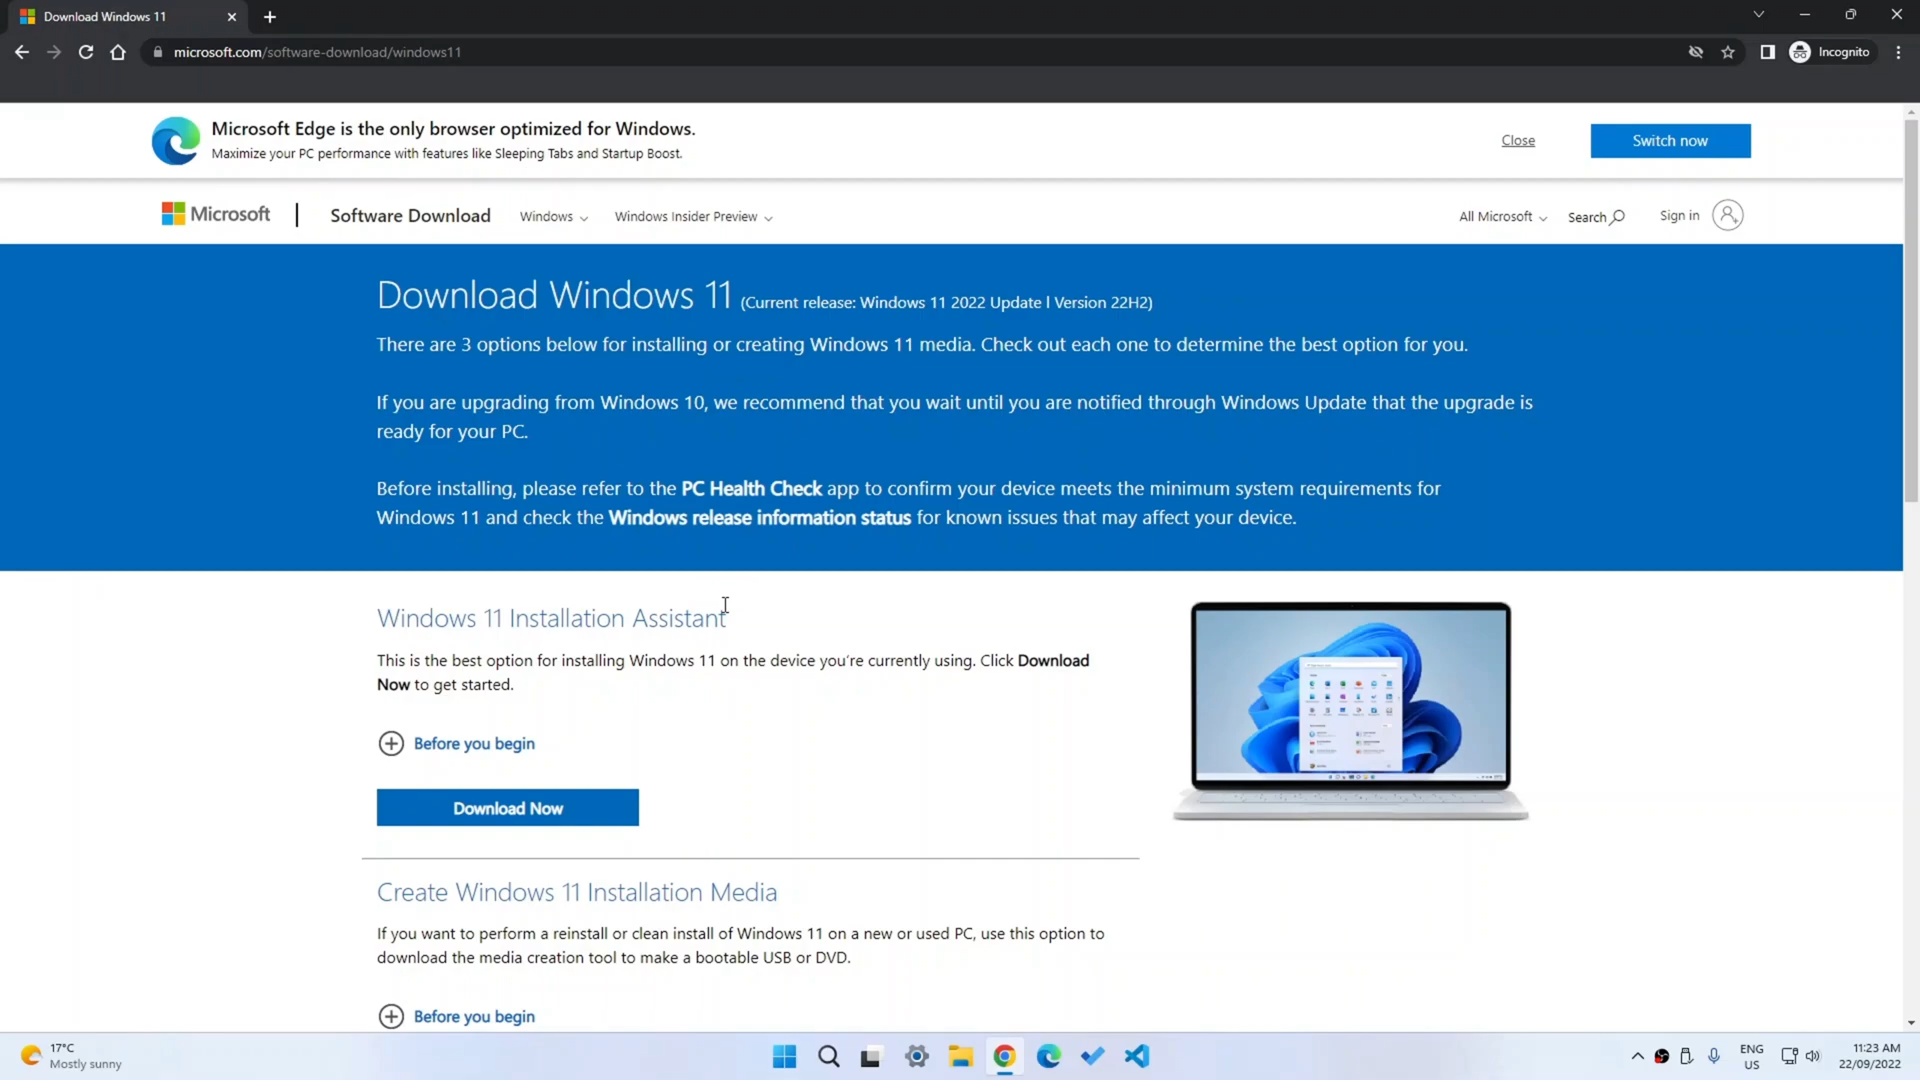 Download Windows 11
microsoft.com/software-download/windows11
Incognito
Microsoft Edge is the only browser optimized for Windows.
Maximize your PC performance with features like Sleeping Tabs and Startup Boost.
Close
Switch now
Microsoft
Software Download
Windows
Windows Insider Preview
All Microsoft
Search
Sign in
Download Windows 11 (Current release: Windows 11 2022 Update l Version 22H2)
There are 3 options below for installing or creating Windows 11 media. Check out each one to determine the best option for you.
If you are upgrading from Windows 10, we recommend that you wait until you are notified through Windows Update that the upgrade is
ready for your PC.
Before installing, please refer to the PC Health Check app to confirm your device meets the minimum system requirements for
Windows 11 and check the Windows release information status for known issues that may affect your device.
Windows 11 Installation Assistant
This is the best option for installing Windows 11 on the device you're currently using. Click Download
Now to get started.
Before you begin
Download Now
Create Windows 11 Installation Media
If you want to perform a reinstall or clean install of Windows 11 on a new or used PC, use this option to
download the media creation tool to make a bootable USB or DVD.
Before you begin
17°C
Mostly sunny
ENG
US
11:23 AM
22/09/2022